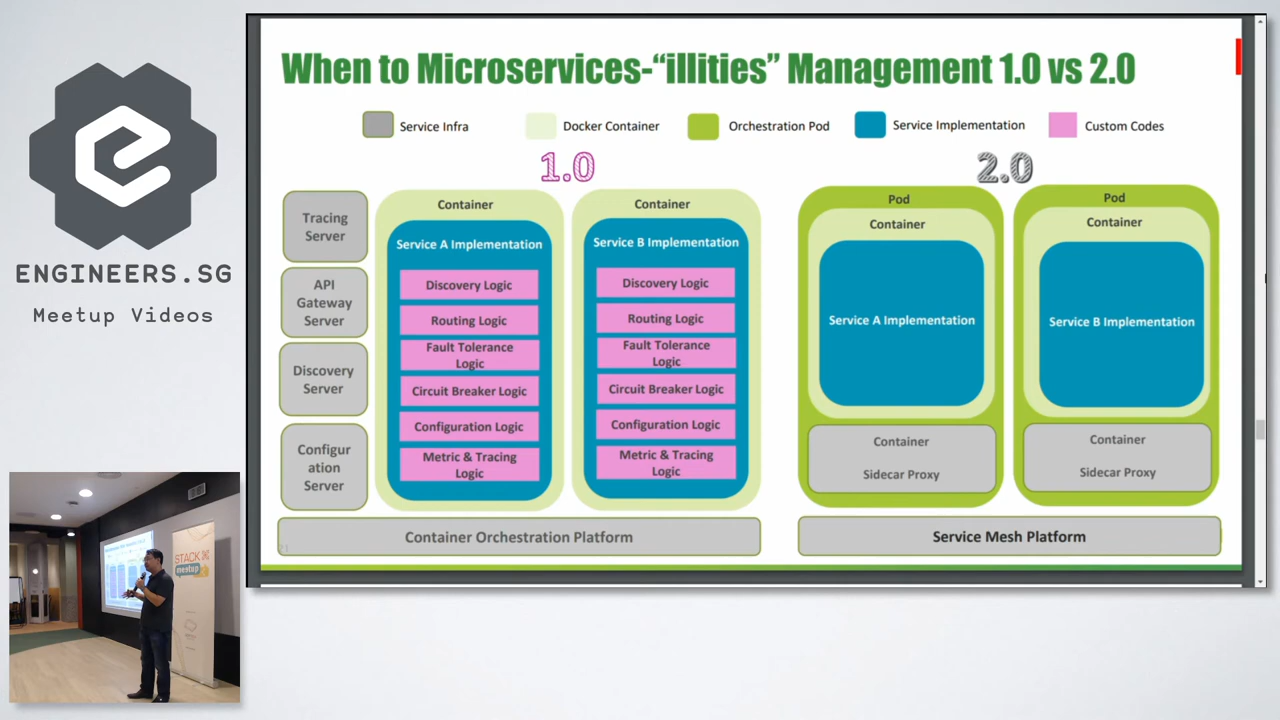 ENGINEERS.SG
Meetup Videos
When to Microservices-“illities” Management 1.0 vs 2.0
Service Infra
Docker Container
Orchestration Pod
Service Implementation
Custom Codes
1.0
2.0
Tracing
Server
API
Gateway
Server
Discovery
Server
Configur
ation
Server
Container
Service A Implementation
Discovery Logic
Routing Logic
Fault Tolerance
Logic
Circuit Breaker Logic
Configuration Logic
Metric & Tracing
Logic
Container
Service B Implementation
Discovery Logic
Routing Logic
Fault Tolerance
Logic
Circuit Breaker Logic
Configuration Logic
Metric & Tracing
Logic
Container Orchestration Platform
Pod
Container
Service A Implementation
Container
Sidecar Proxy
Pod
Container
Service B Implementation
Container
Sidecar Proxy
Service Mesh Platform
STACK
meetup